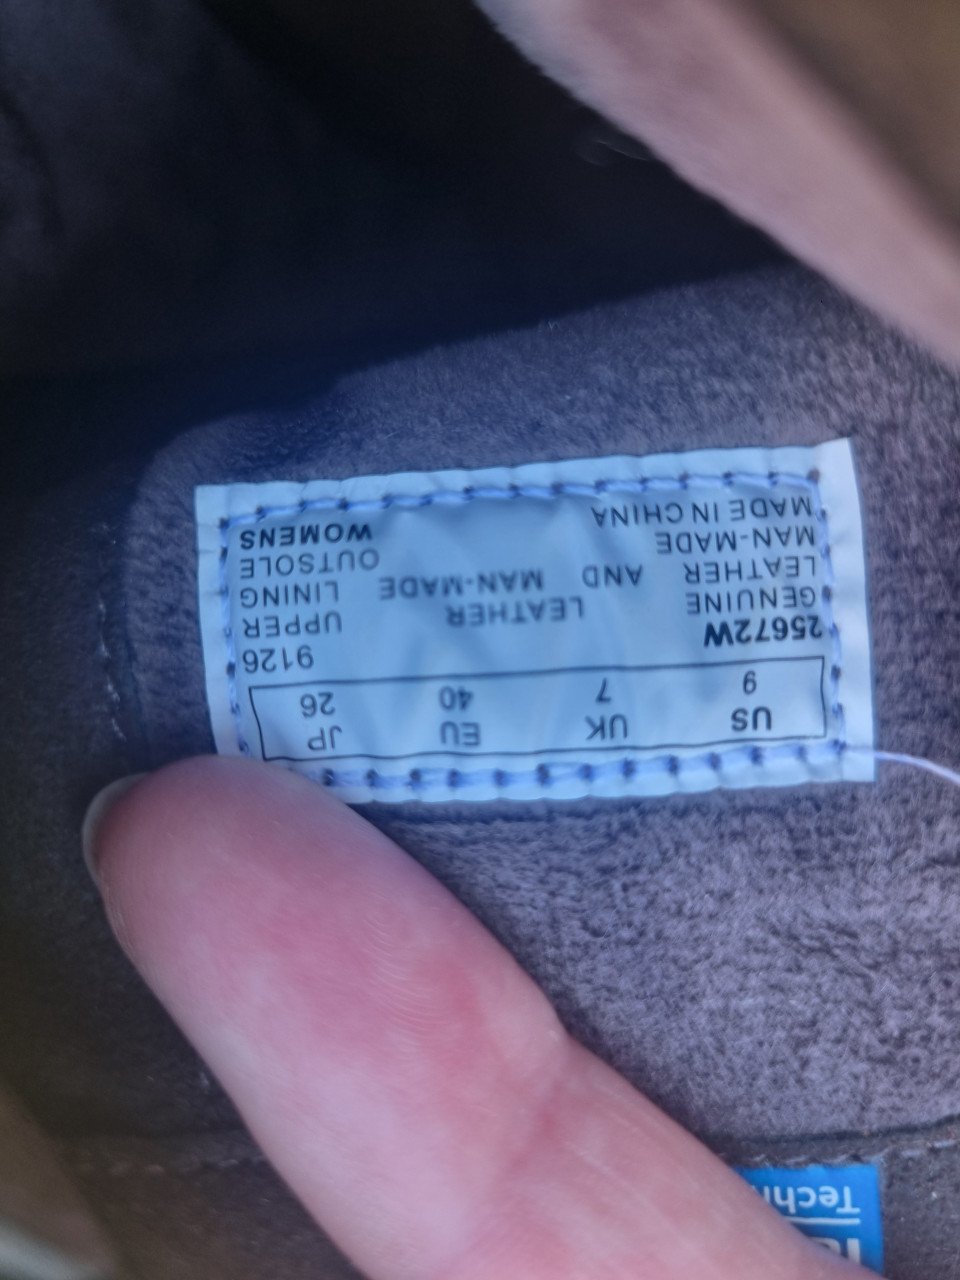 Tech
US UK EU JP
9 7 40 26
25672W 9126
GENUINE LEATHER UPPER
LEATHER AND MAN-MADE LINING
MAN-MADE OUTSOLE
MADE IN CHINA WOMENS